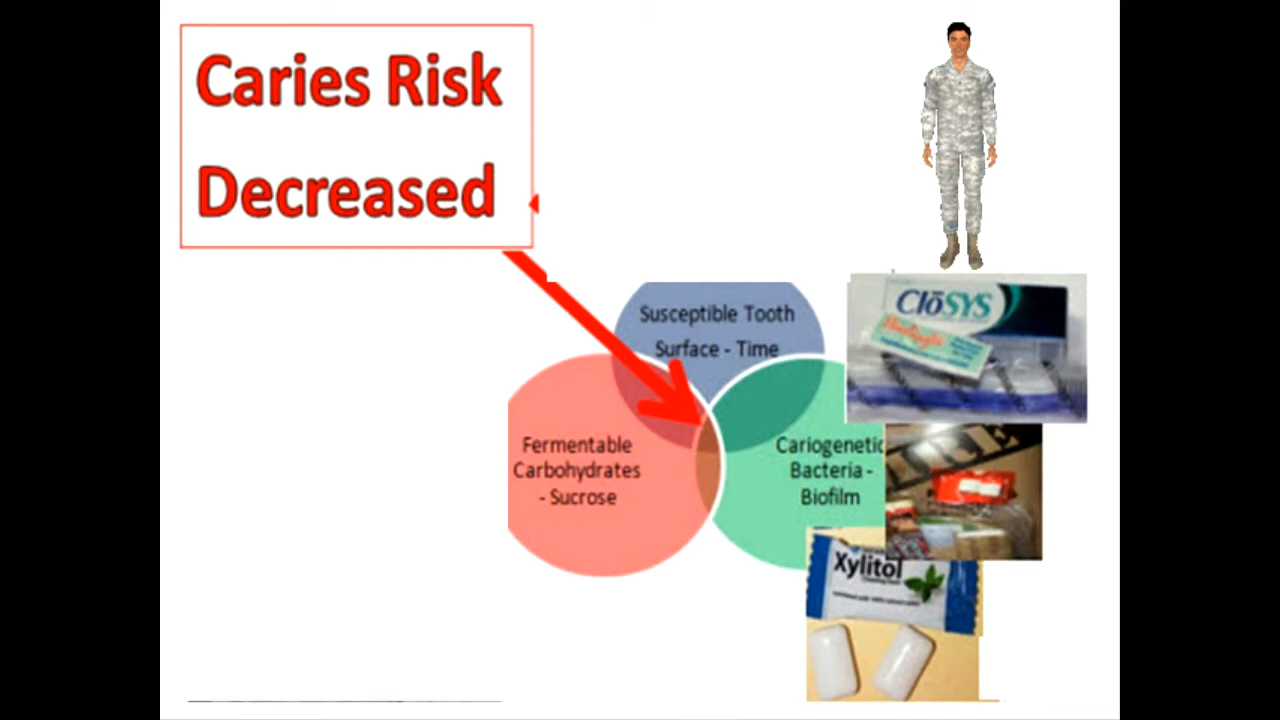 Caries Risk
Decreased
Susceptible Tooth
Surface - Time
Fermentable
Carbohydrates
- Sucrose
Cariogenetic
Bacteria -
Biofilm
CloSYS
Xylitol